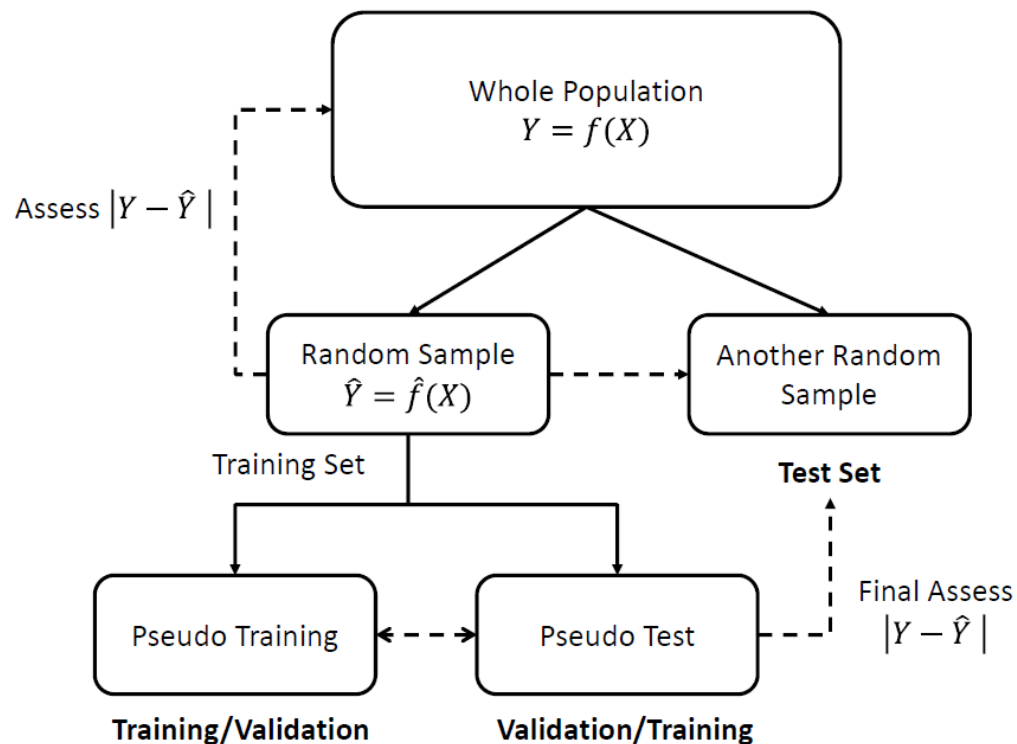 Whole Population
Y = f(X)
Assess |Y − Ŷ |
Random Sample
Ŷ = f̂(X)
Another Random
Sample
Training Set
Test Set
Pseudo Training
Pseudo Test
Final Assess
|Y − Ŷ |
Training/Validation
Validation/Training